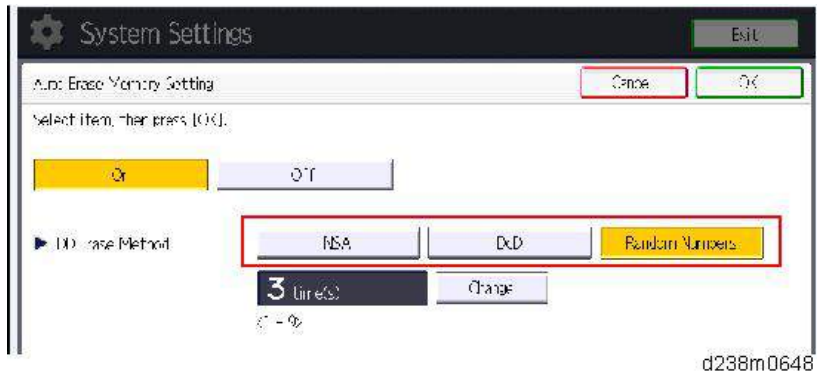 System Settings Exit
Auto Erase Memory Setting Cancel OK
Select item, then press [OK].
On Off
HDD Erase Method NSA DoD Random Numbers
3 time(s) Change
d238m0648